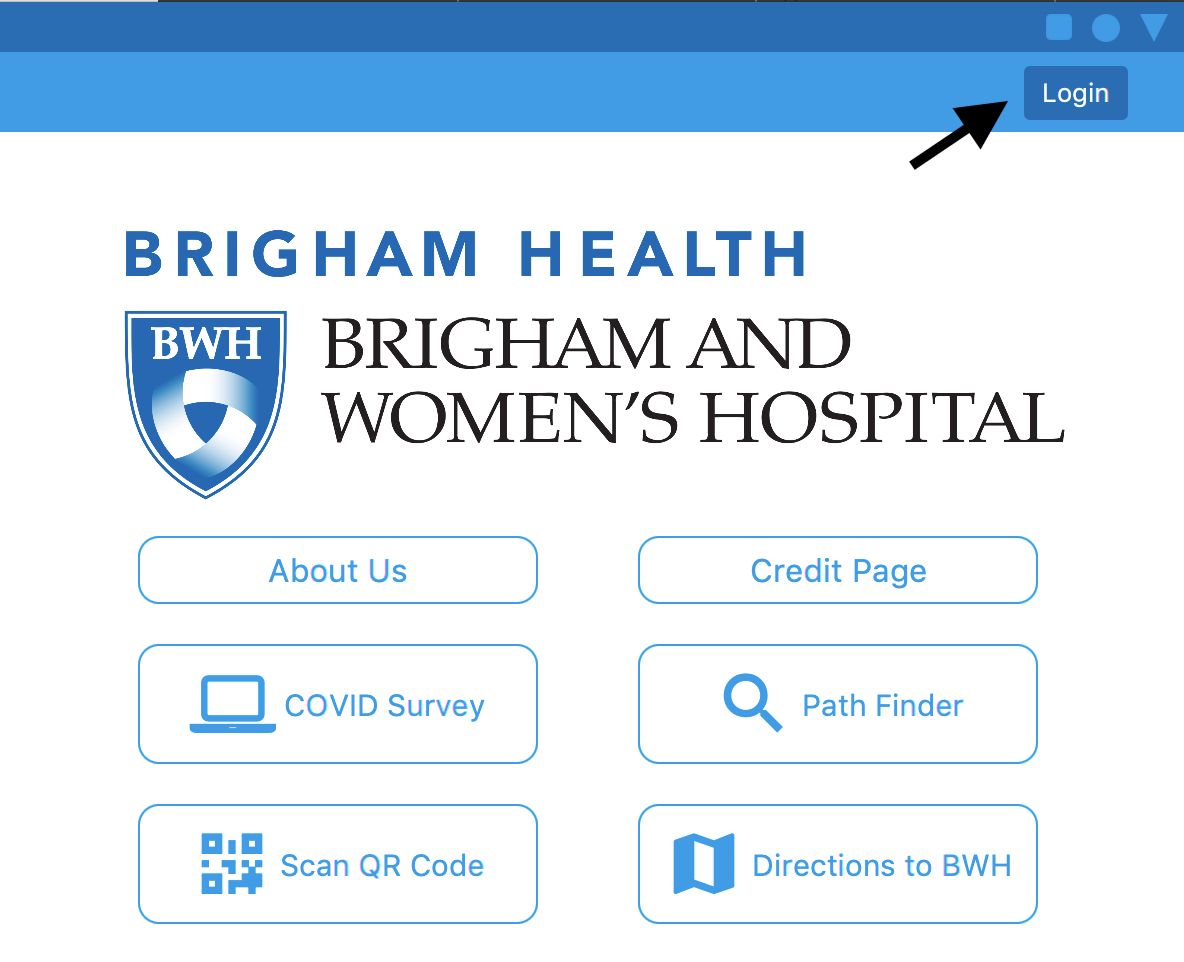 Login
BRIGHAM HEALTH
BWH
BRIGHAM AND
WOMEN’S HOSPITAL
About Us
Credit Page
COVID Survey
Path Finder
Scan QR Code
Directions to BWH